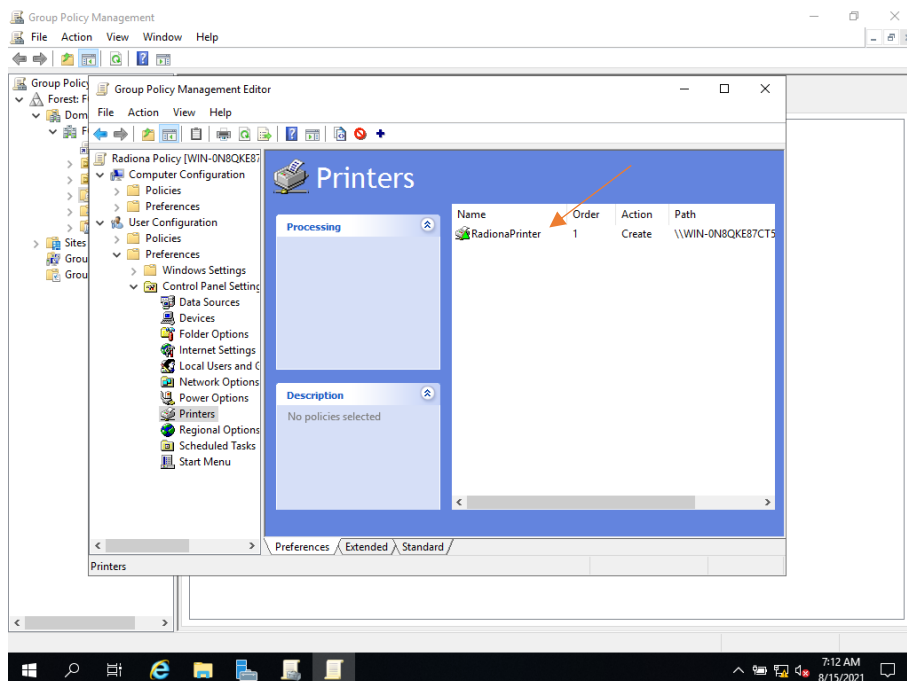 Group Policy Management
File Action View Window Help
Group Policy
Forest: F
Dom
F
Sites
Grou
Grou
Group Policy Management Editor
File Action View Help
Radiona Policy [WIN-0N8QKE87
Computer Configuration
Policies
Preferences
User Configuration
Policies
Preferences
Windows Settings
Control Panel Setting
Data Sources
Devices
Folder Options
Internet Settings
Local Users and G
Network Options
Power Options
Printers
Regional Options
Scheduled Tasks
Start Menu
Printers
Processing
Description
No policies selected
Name Order Action Path
RadionaPrinter 1 Create \\WIN-0N8QKE87CT5
Preferences Extended Standard
Printers
7:12 AM
8/15/2021